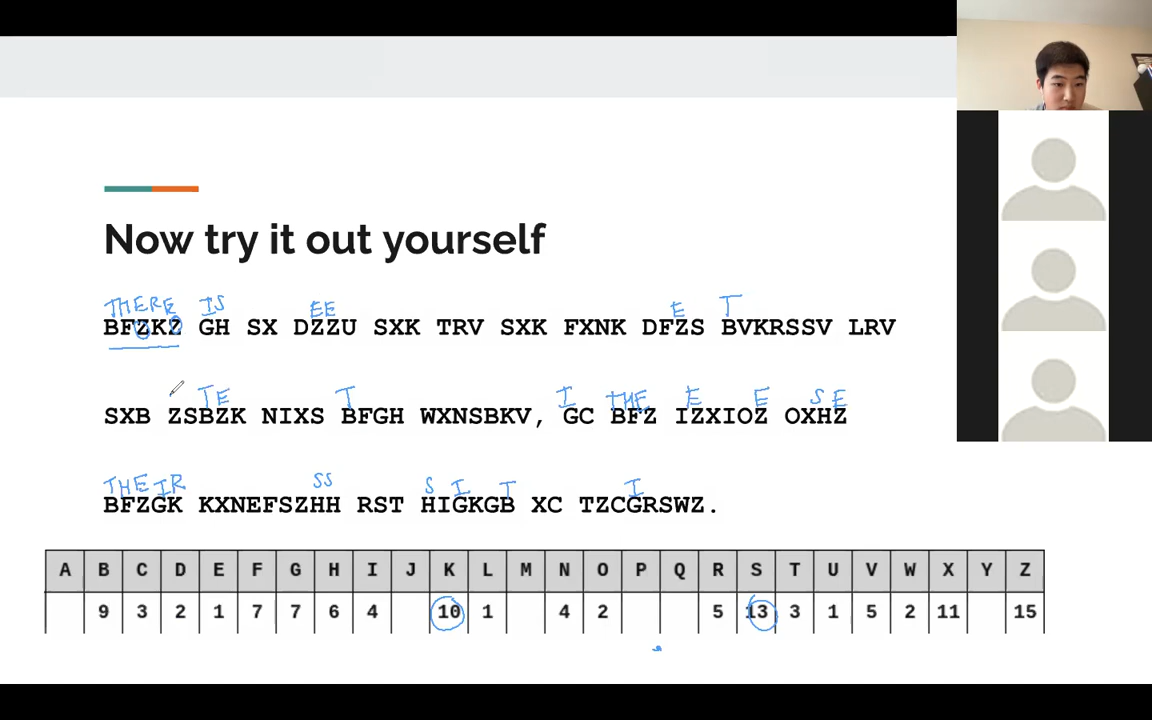 Now try it out yourself
THERE IS EE E T
BFZKZ GH SX DZZU SXK TRV SXK FXNK DFZS BVKRSSV LRV
TE T I THE E E SE
SXB ZSBZK NIXS BFGH WXNSBKV, GC BFZ IZXIOZ OXHZ
THEIR SS S I T I
BFZGK KXNEFSZHH RST HIGKGB XC TZCGRSWZ.
A B C D E F G H I J K L M N O P Q R S T U V W X Y Z
9 3 2 1 7 7 6 4 10 1 4 2 5 13 3 1 5 2 11 15